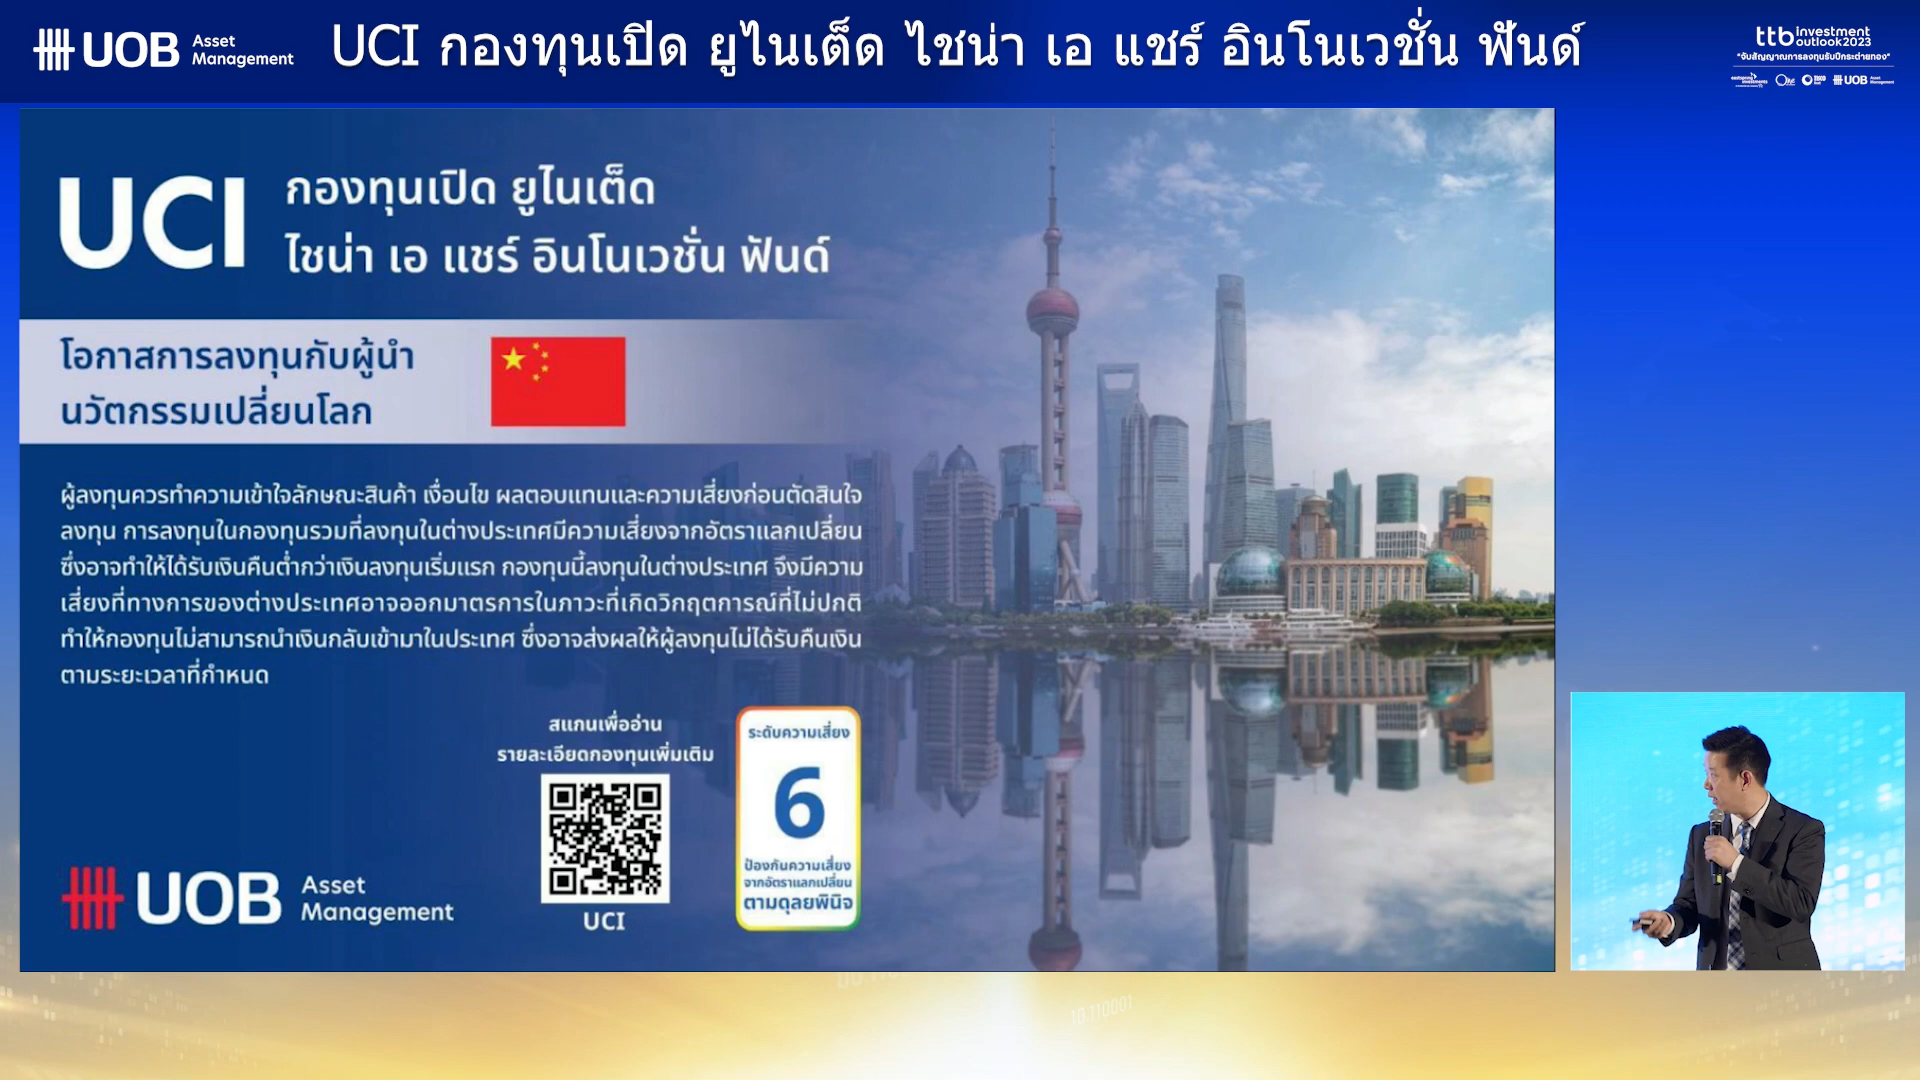 UOB Asset Management
UCI กองทุนเปิด ยูไนเต็ด ไชน่า เอ แชร์ อินโนเวชั่น ฟันด์
ttb investment outlook2023
"จับสัญญาณการลงทุนรับปีกระต่ายทอง"
UOB
UCI
กองทุนเปิด ยูไนเต็ด
ไชน่า เอ แชร์ อินโนเวชั่น ฟันด์
โอกาสการลงทุนกับผู้นำ
นวัตกรรมเปลี่ยนโลก
ผู้ลงทุนควรทำความเข้าใจลักษณะสินค้า เงื่อนไข ผลตอบแทนและความเสี่ยงก่อนตัดสินใจ
ลงทุน การลงทุนในกองทุนรวมที่ลงทุนในต่างประเทศมีความเสี่ยงจากอัตราแลกเปลี่ยน
ซึ่งอาจทำให้ได้รับเงินคืนต่ำกว่าเงินลงทุนเริ่มแรก กองทุนนี้ลงทุนในต่างประเทศ จึงมีความ
เสี่ยงที่ทางการของต่างประเทศอาจออกมาตรการในภาวะที่เกิดวิกฤตการณ์ที่ไม่ปกติ
ทำให้กองทุนไม่สามารถนำเงินกลับเข้ามาในประเทศ ซึ่งอาจส่งผลให้ผู้ลงทุนไม่ได้รับคืนเงิน
ตามระยะเวลาที่กำหนด
สแกนเพื่ออ่าน
รายละเอียดกองทุนเพิ่มเติม
UCI
ระดับความเสี่ยง
6
ป้องกันความเสี่ยง
จากอัตราแลกเปลี่ยน
ตามดุลยพินิจ
UOB Asset Management